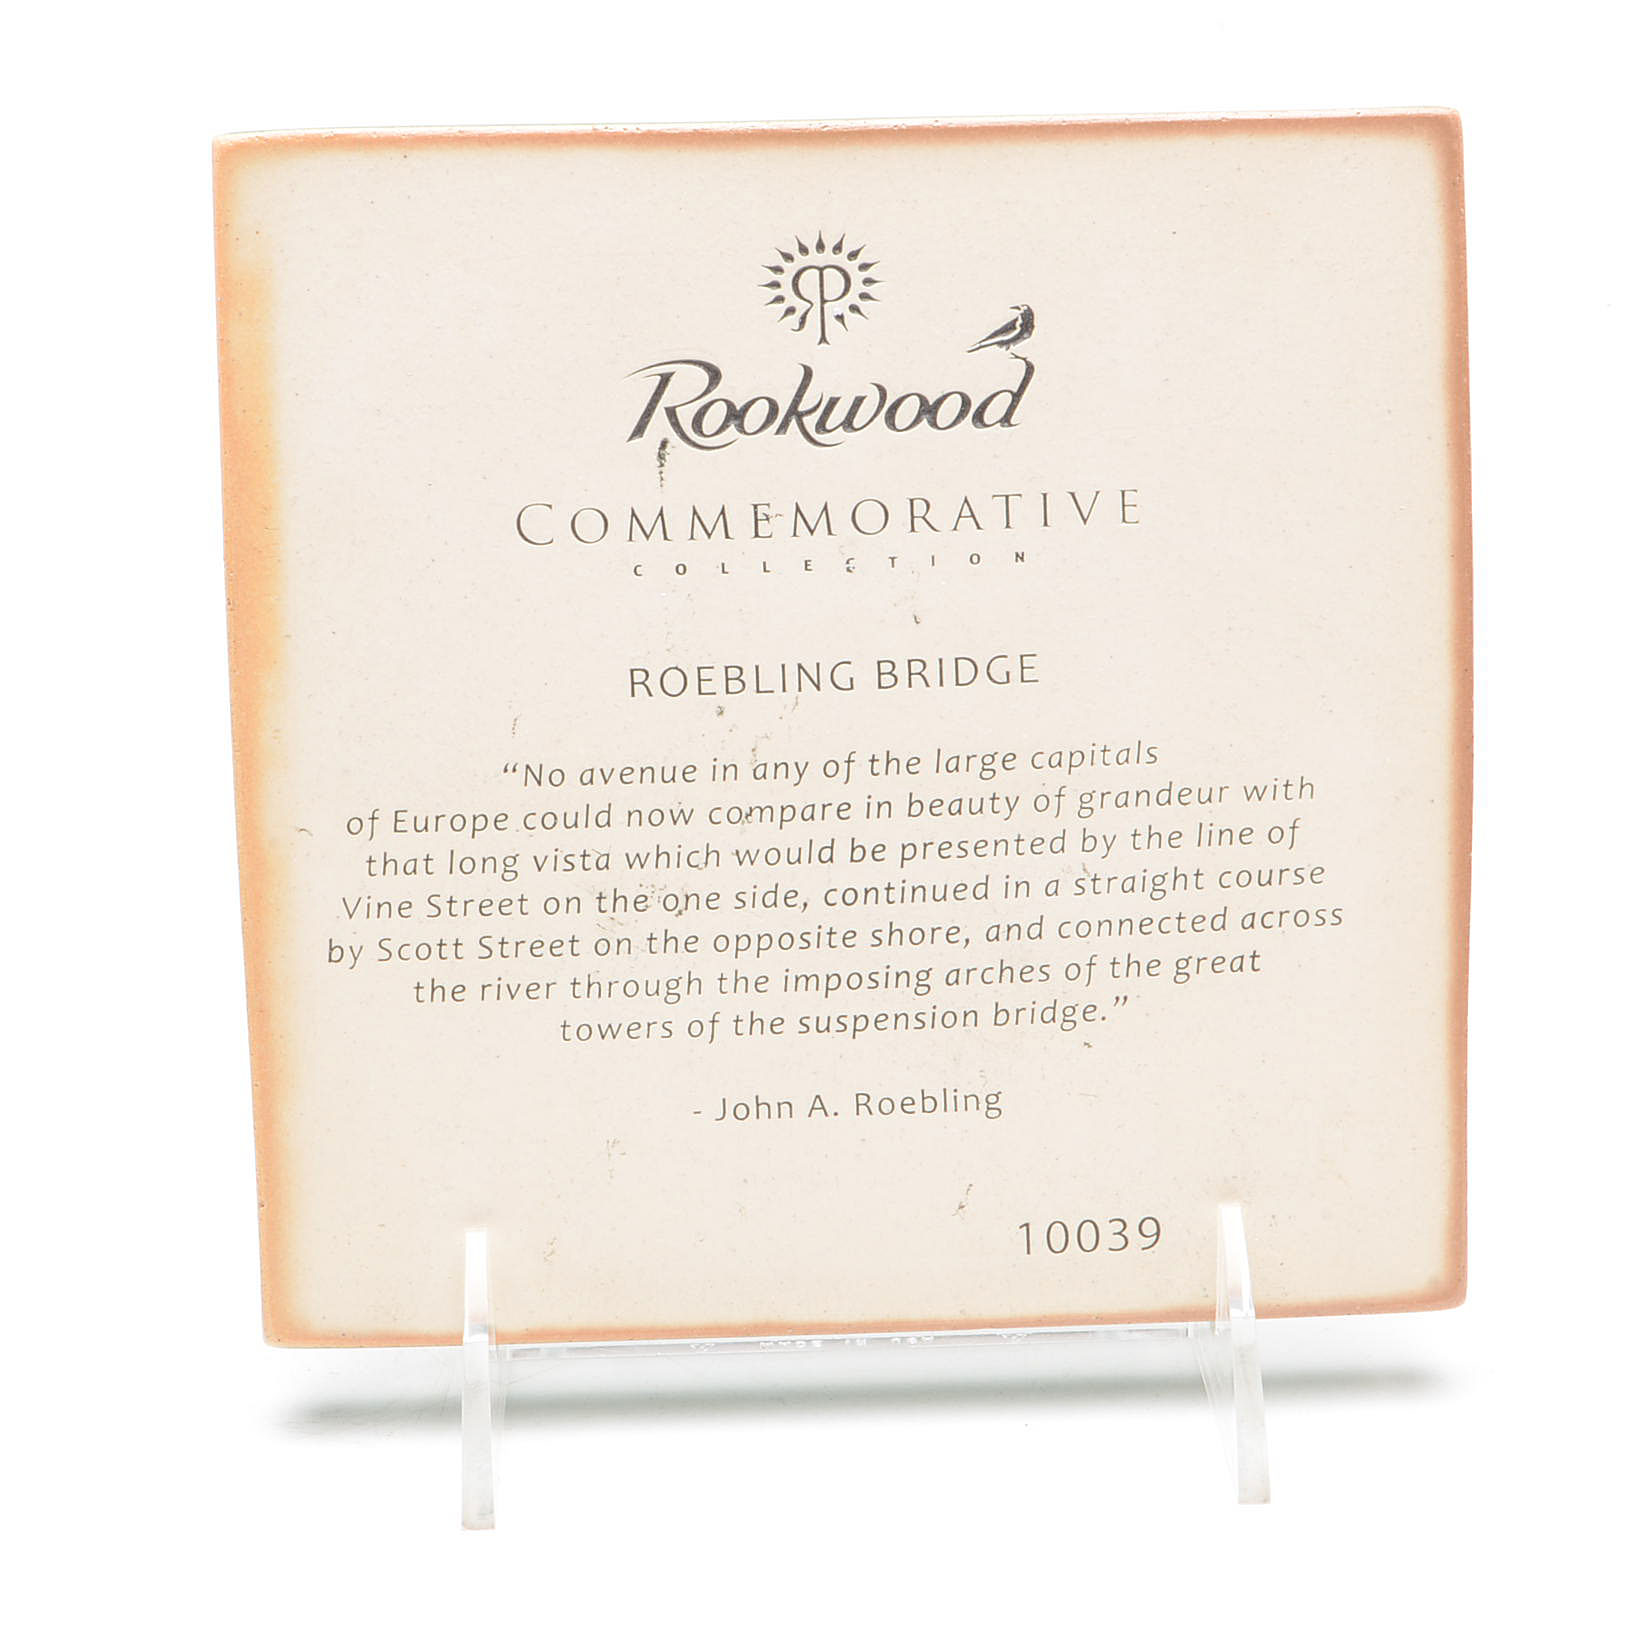 RP
Rookwood
COMMEMORATIVE
COLLECTION
ROEBLING BRIDGE
“No avenue in any of the large capitals
of Europe could now compare in beauty of grandeur with
that long vista which would be presented by the line of
Vine Street on the one side, continued in a straight course
by Scott Street on the opposite shore, and connected across
the river through the imposing arches of the great
towers of the suspension bridge.”
- John A. Roebling
10039